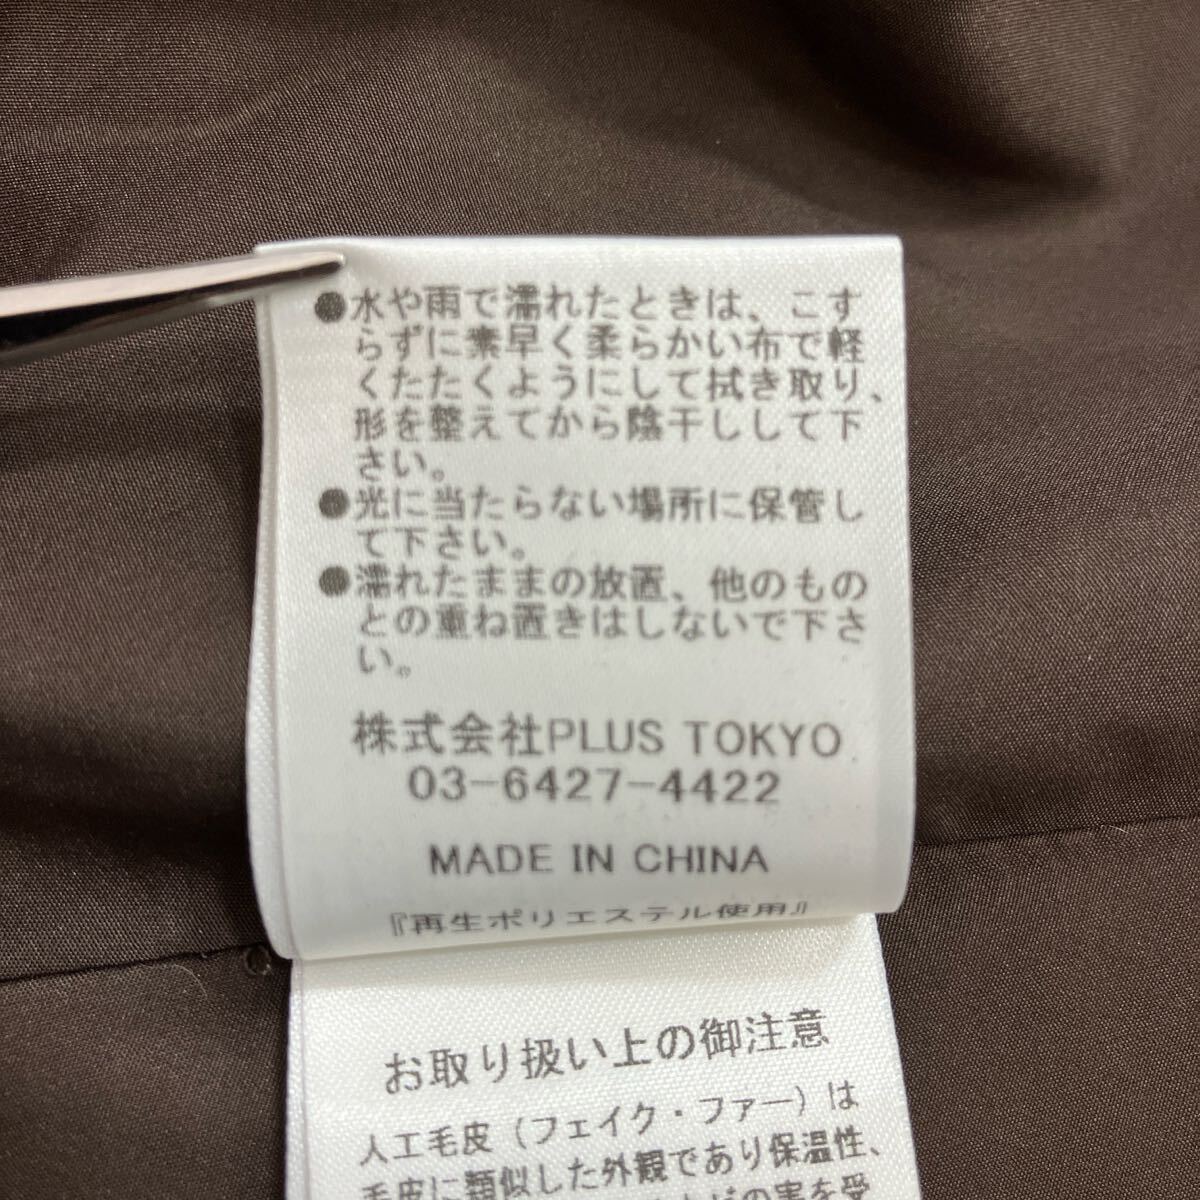 ●水や雨で濡れたときは、こす
らずに素早く柔らかい布で軽
くたたくようにして拭き取り、
形を整えてから陰干しして下
さい。
●光に当たらない場所に保管し
て下さい。
●濡れたままの放置、他のもの
との重ね置きはしないで下さ
い。
株式会社PLUS TOKYO
03-6427-4422
MADE IN CHINA
『再生ポリエステル使用』
お取り扱い上の御注意
人工毛皮(フェイク・ファー)は
毛皮に類似した外観であり保温性、
の害を受